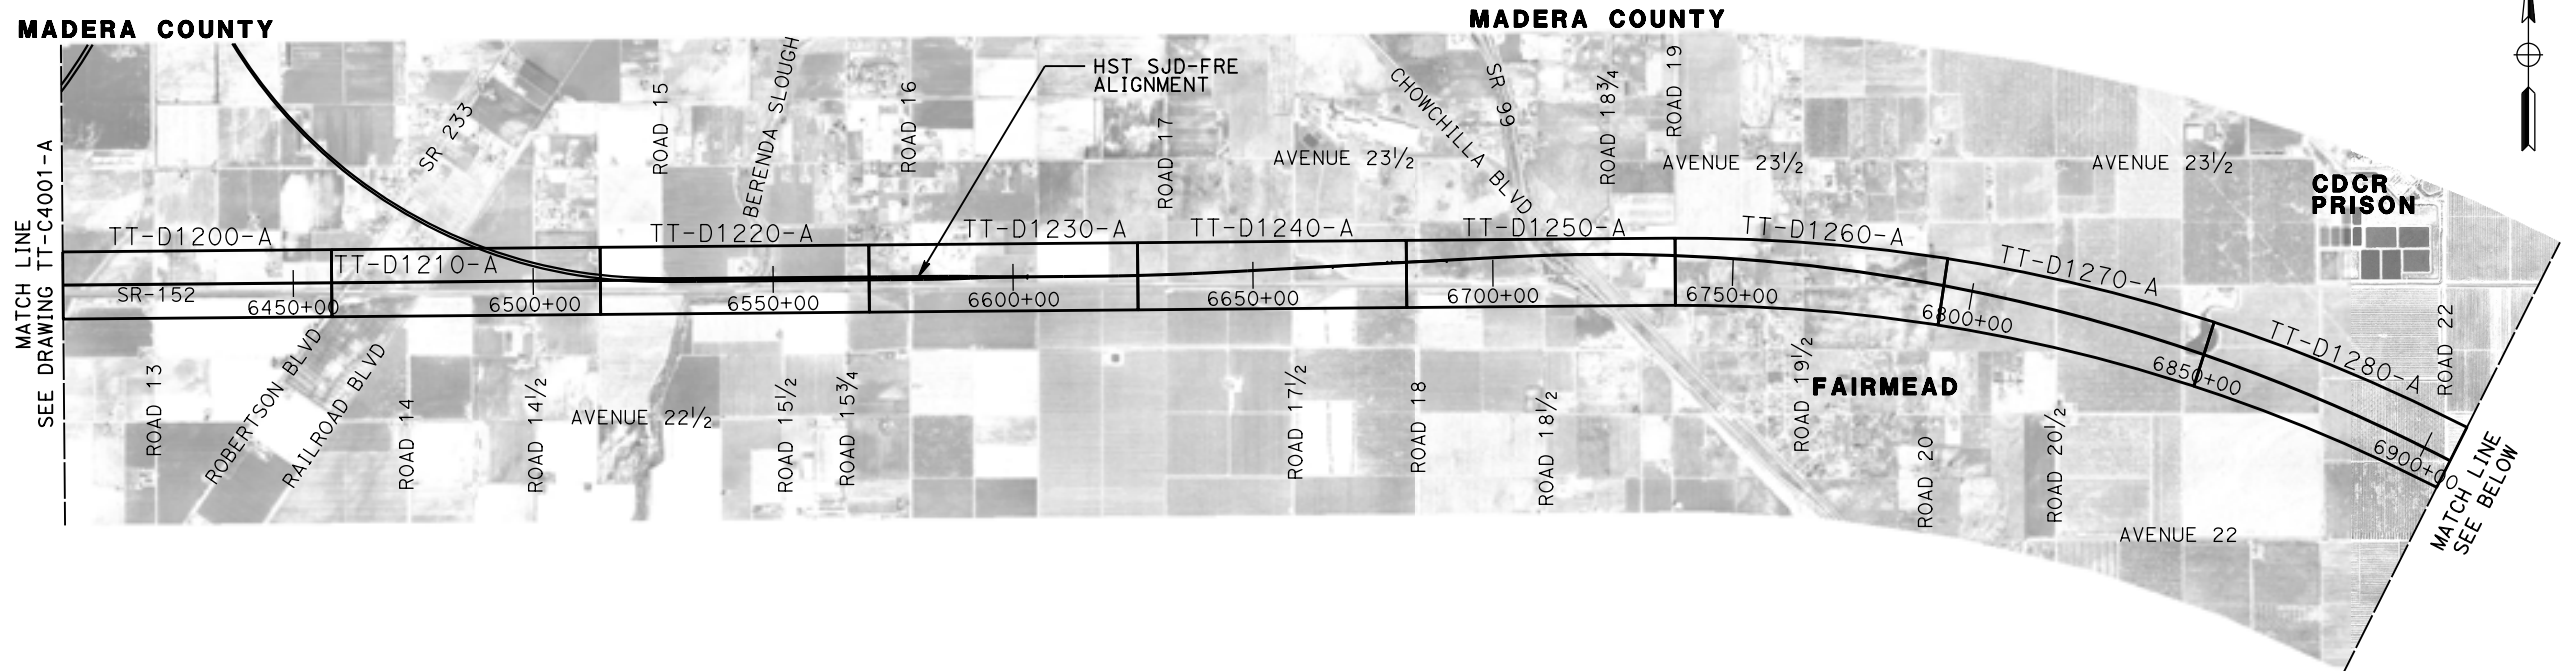 MADERA COUNTY
MADERA COUNTY
MATCH LINE
SEE DRAWING TT-C4001-A
SR 233
ROAD 15
BERENDA SLOUGH
ROAD 16
HST SJD-FRE
ALIGNMENT
ROAD 17
AVENUE 23½
CHOWCHILLA BLVD
SR 99
ROAD 18¾
ROAD 19
AVENUE 23½
AVENUE 23½
CDCR
PRISON
TT-D1200-A
TT-D1210-A
TT-D1220-A
TT-D1230-A
TT-D1240-A
TT-D1250-A
TT-D1260-A
TT-D1270-A
TT-D1280-A
SR-152
6450+00
6500+00
6550+00
6600+00
6650+00
6700+00
6750+00
6800+00
6850+00
6900+00
ROAD 13
ROBERTSON BLVD
RAILROAD BLVD
ROAD 14
ROAD 14½
AVENUE 22½
ROAD 15½
ROAD 15¾
ROAD 17½
ROAD 18
ROAD 18½
ROAD 19½
FAIRMEAD
ROAD 20
ROAD 20½
AVENUE 22
ROAD 22
MATCH LINE
SEE BELOW